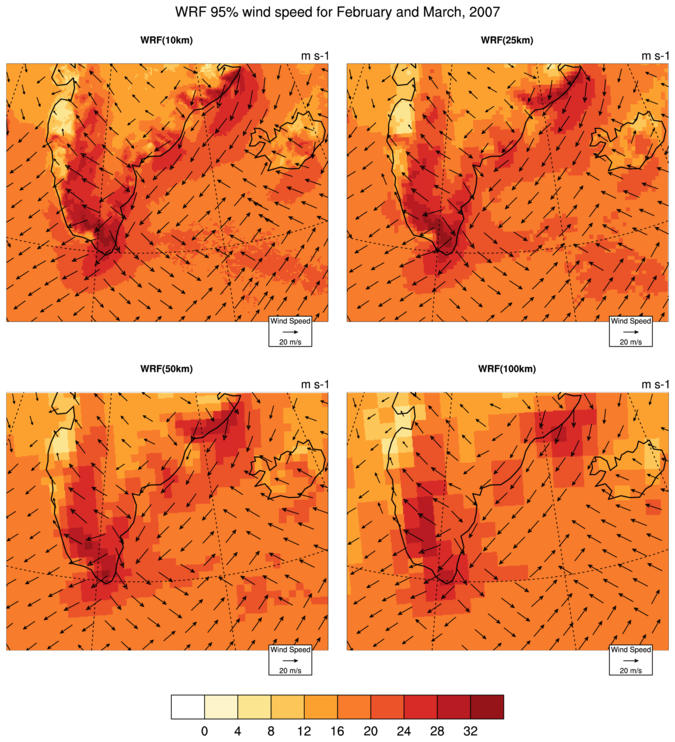 WRF 95% wind speed for February and March, 2007
WRF(10km)
WRF(25km)
m s-1
m s-1
Wind Speed
20 m/s
Wind Speed
20 m/s
WRF(50km)
WRF(100km)
m s-1
m s-1
Wind Speed
20 m/s
Wind Speed
20 m/s
0 4 8 12 16 20 24 28 32